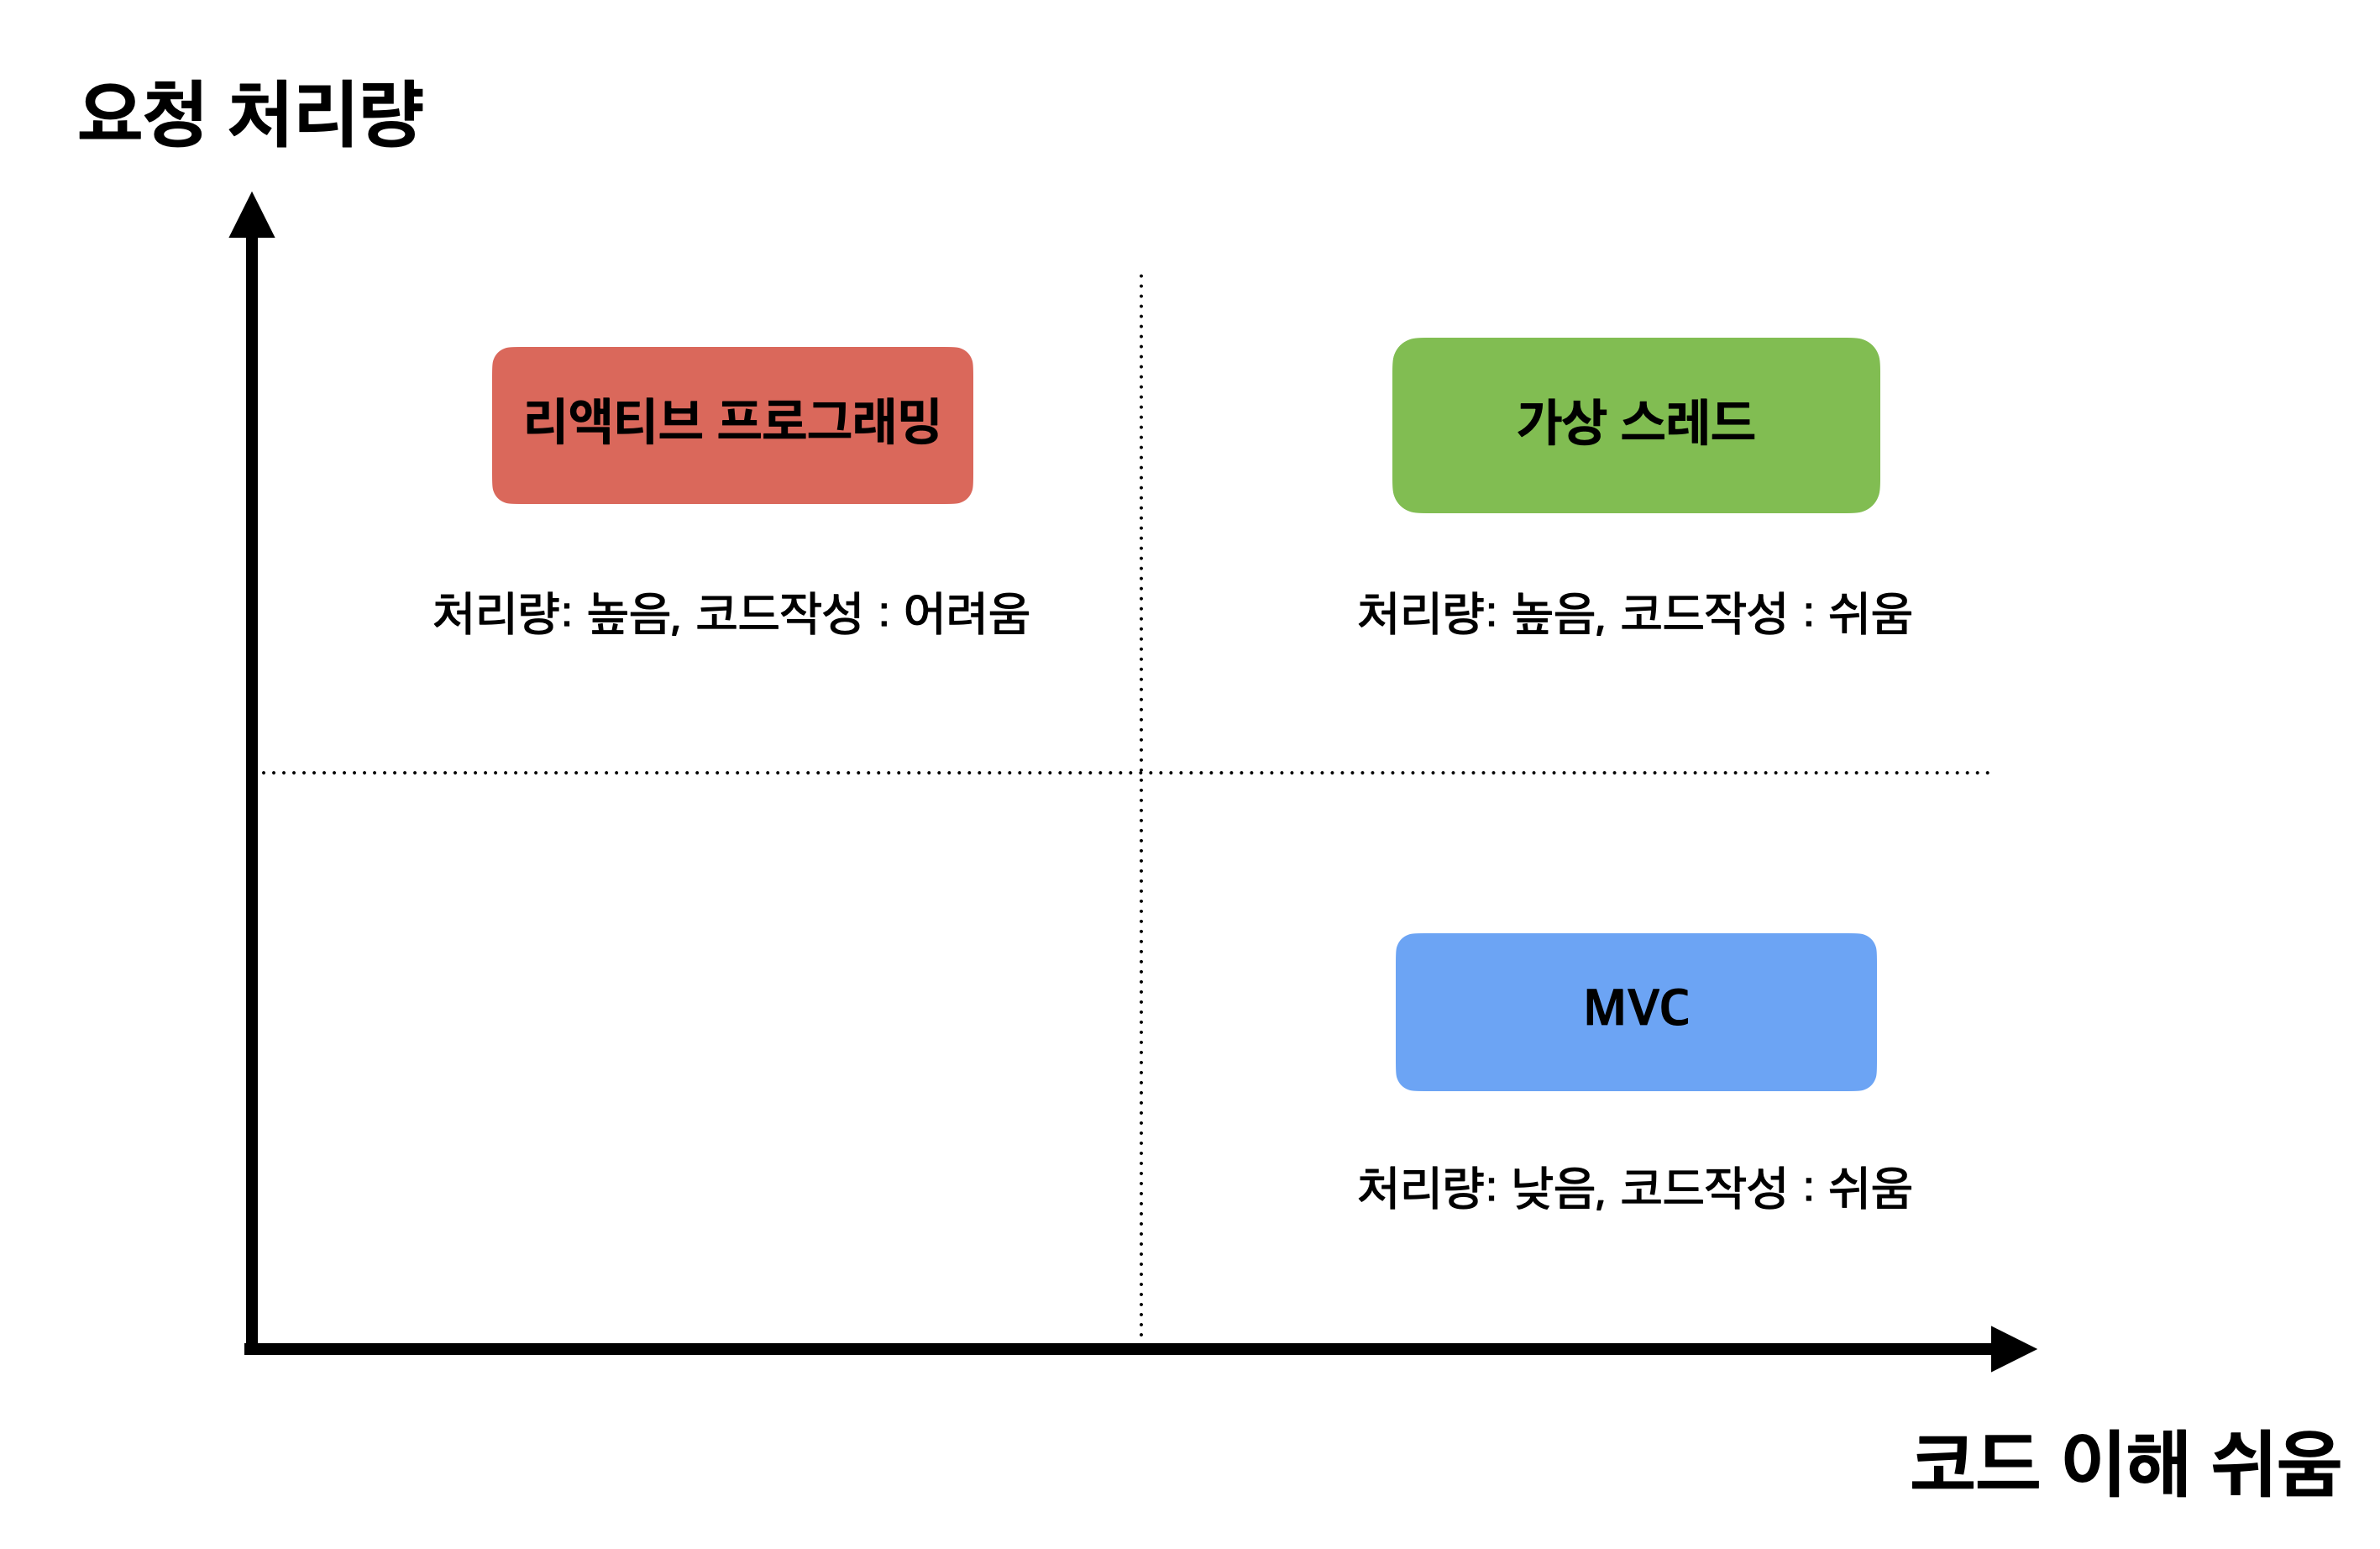 요청 처리량
리액티브 프로그래밍
가상 스레드
처리량: 높음, 코드작성 : 어려움
처리량: 높음, 코드작성 : 쉬움
MVC
처리량: 낮음, 코드작성 : 쉬움
코드 이해 쉬움